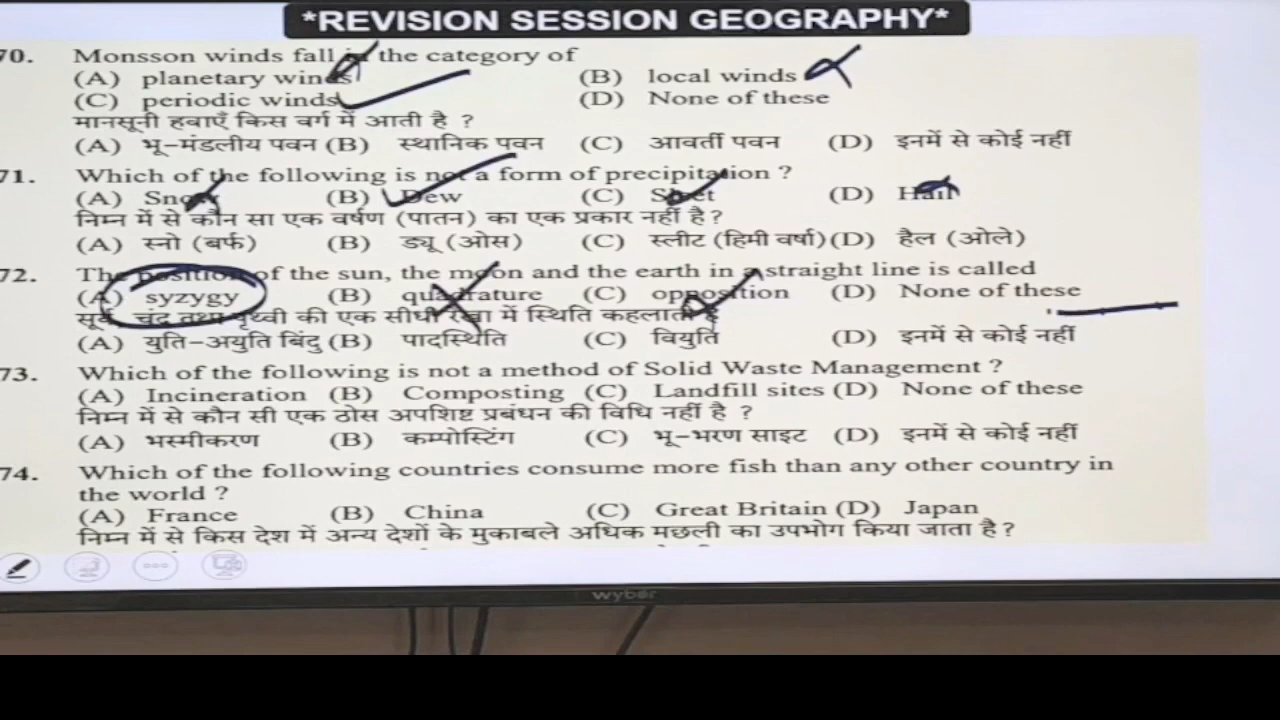 *REVISION SESSION GEOGRAPHY*
70. Monsson winds fall in the category of
(A) planetary winds (B) local winds
(C) periodic winds (D) None of these
मानसूनी हवाएँ किस वर्ग में आती है ?
(A) भू-मंडलीय पवन (B) स्थानिक पवन (C) आवर्ती पवन (D) इनमें से कोई नहीं
71. Which of the following is not a form of precipitation ?
(A) Snow (B) Dew (C) Sleet (D) Hail
निम्न में से कौन सा एक वर्षण (पातन) का एक प्रकार नहीं है?
(A) स्नो (बर्फ) (B) ड्यू (ओस) (C) स्लीट (हिमी वर्षा) (D) हैल (ओले)
72. The position of the sun, the moon and the earth in a straight line is called
(A) syzygy (B) quadrature (C) opposition (D) None of these
सूर्य, चंद्र तथा पृथ्वी की एक सीधी रेखा में स्थिति कहलाती है
(A) युति-अयुति बिंदु (B) पादस्थिति (C) वियुति (D) इनमें से कोई नहीं
73. Which of the following is not a method of Solid Waste Management ?
(A) Incineration (B) Composting (C) Landfill sites (D) None of these
निम्न में से कौन सी एक ठोस अपशिष्ट प्रबंधन की विधि नहीं है ?
(A) भस्मीकरण (B) कम्पोस्टिंग (C) भू-भरण साइट (D) इनमें से कोई नहीं
74. Which of the following countries consume more fish than any other country in
the world ?
(A) France (B) China (C) Great Britain (D) Japan
निम्न में से किस देश में अन्य देशों के मुकाबले अधिक मछली का उपभोग किया जाता है?
wybor